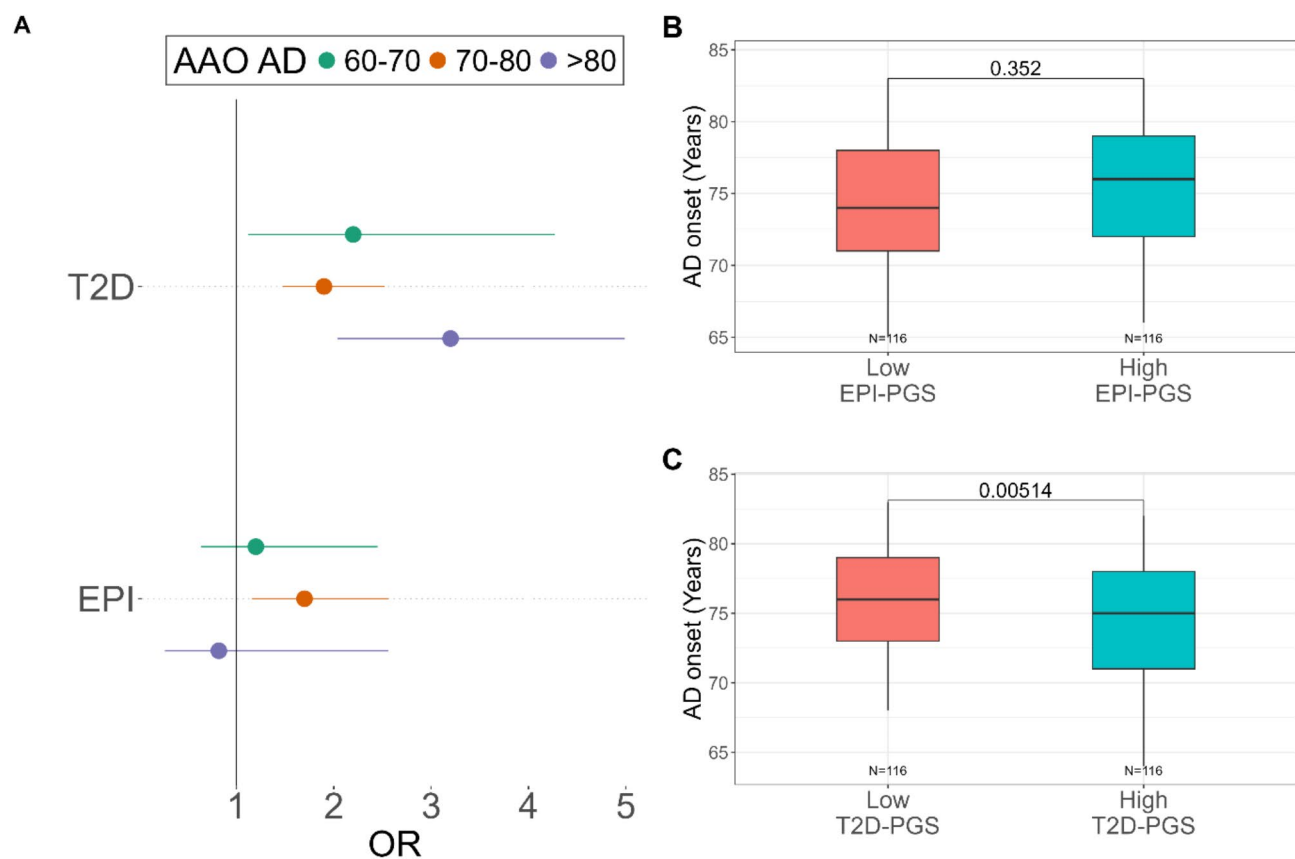 A
AAO AD 60-70 70-80 >80
T2D
EPI
1 2 3 4 5
OR
B
85
80
75
70
65
AD onset (Years)
0.352
N=116 N=116
Low High
EPI-PGS EPI-PGS
C
85
80
75
70
65
AD onset (Years)
0.00514
N=116 N=116
Low High
T2D-PGS T2D-PGS